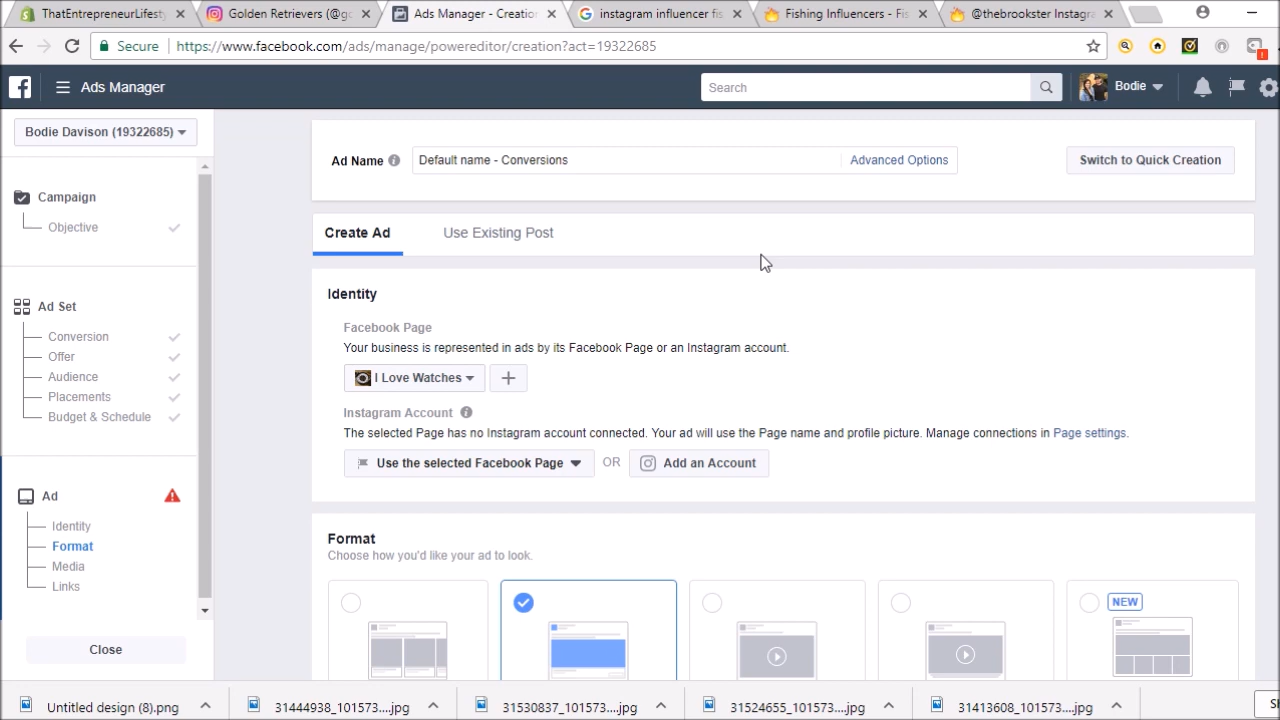 ThatEntrepreneurLifesty
Golden Retrievers (@go
Ads Manager - Creation
instagram influencer fis
Fishing Influencers - Fis
@thebrookster Instagra
Secure
https://www.facebook.com/ads/manage/powereditor/creation?act=19322685
Ads Manager
Search
Bodie
Bodie Davison (19322685)
Ad Name
Default name - Conversions
Advanced Options
Switch to Quick Creation
Campaign
Objective
Create Ad
Use Existing Post
Identity
Ad Set
Facebook Page
Conversion
Your business is represented in ads by its Facebook Page or an Instagram account.
Offer
Audience
I Love Watches
Placements
Instagram Account
Budget & Schedule
The selected Page has no Instagram account connected. Your ad will use the Page name and profile picture. Manage connections in Page settings.
Use the selected Facebook Page
OR
Add an Account
Ad
Identity
Format
Format
Choose how you'd like your ad to look.
Media
Links
NEW
Close
Untitled design (8).png
31444938_101573....jpg
31530837_101573....jpg
31524655_101573....jpg
31413608_101573....jpg
S